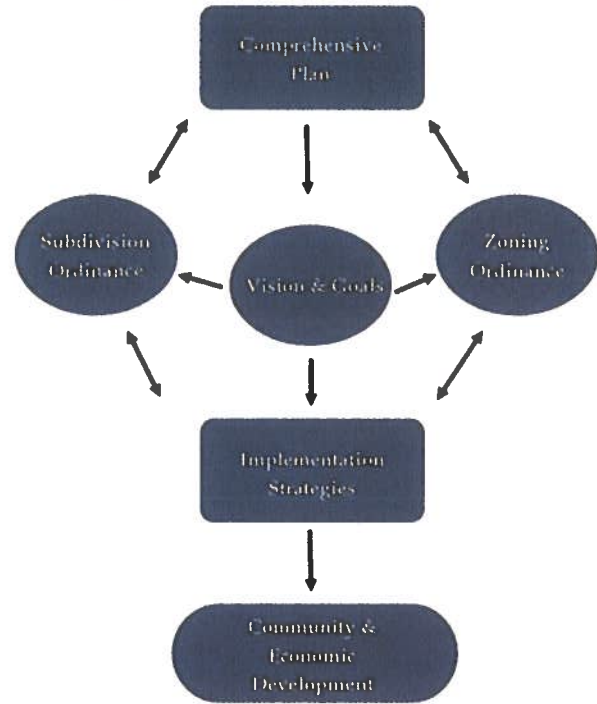 Comprehensive
Plan
Subdivision
Ordinance
Vision & Goals
Zoning
Ordinance
Implementation
Strategies
Community &
Economic
Development